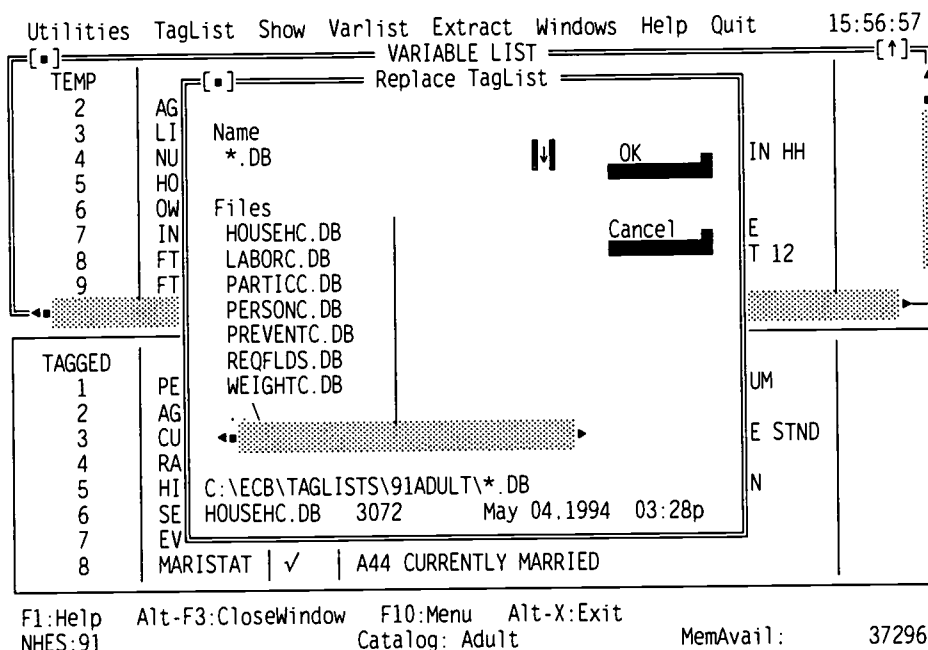 Utilities TagList Show Varlist Extract Windows Help Quit 15:56:57
[▪] VARIABLE LIST [↑]
TEMP [▪] Replace TagList
2 AG
3 LI Name
4 NU *.DB ↓ OK IN HH
5 HO
6 OW Files
7 IN HOUSEHC.DB Cancel E
8 FT LABORC.DB T 12
9 FT PARTICC.DB
PERSONC.DB
PREVENTC.DB
TAGGED REQFLDS.DB
1 PE WEIGHTC.DB UM
2 AG ..\
3 CU E STND
4 RA
5 HI C:\ECB\TAGLISTS\91ADULT\*.DB N
6 SE HOUSEHC.DB 3072 May 04.1994 03:28p
7 EV
8 MARISTAT √ A44 CURRENTLY MARRIED
F1:Help Alt-F3:CloseWindow F10:Menu Alt-X:Exit
NHES:91 Catalog: Adult MemAvail: 37296